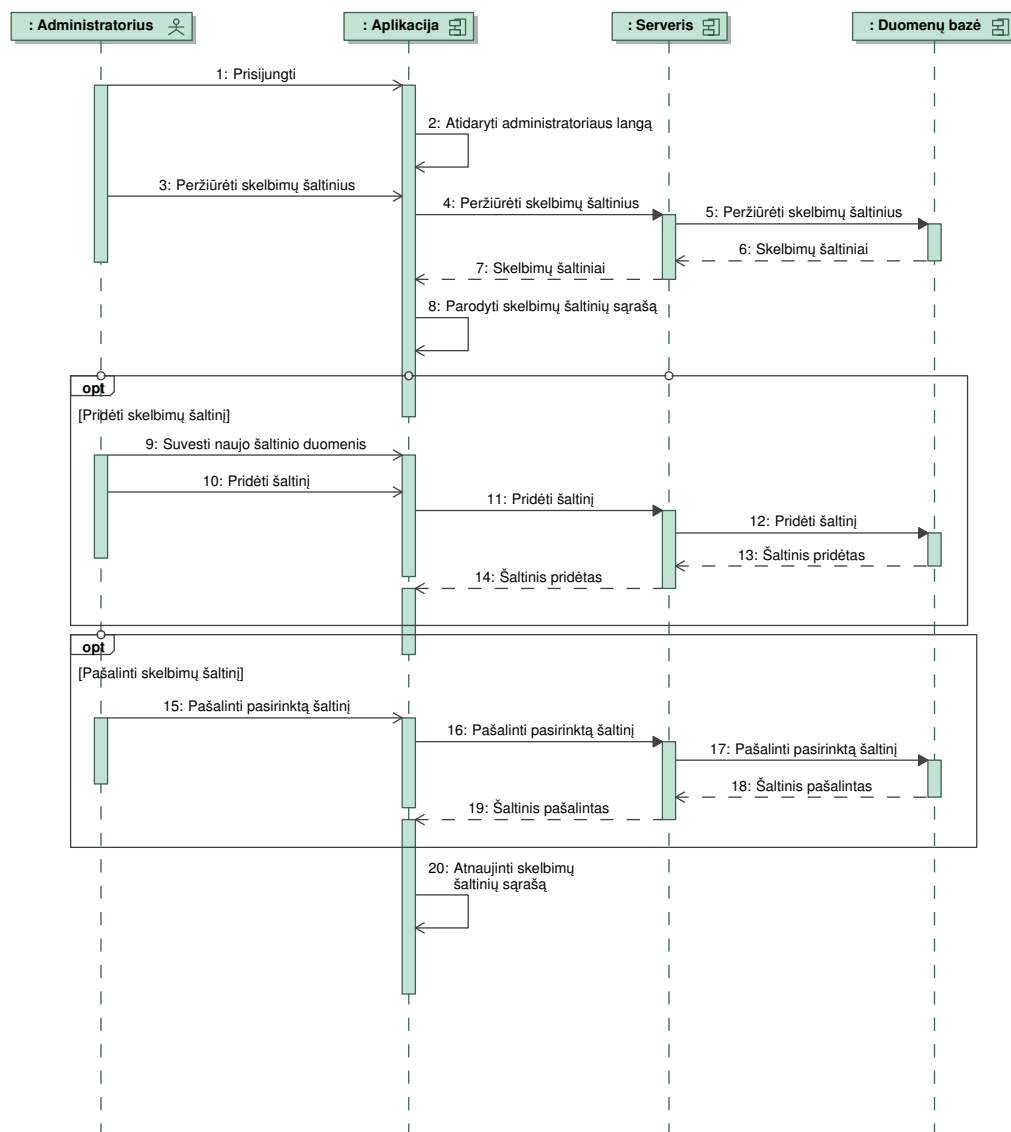 : Administratorius
: Aplikacija
: Serveris
: Duomenų bazė
1: Prisijungti
2: Atidaryti administratoriaus langą
3: Peržiūrėti skelbimų šaltinius
4: Peržiūrėti skelbimų šaltinius
5: Peržiūrėti skelbimų šaltinius
6: Skelbimų šaltiniai
7: Skelbimų šaltiniai
8: Parodyti skelbimų šaltinių sąrašą
opt
[Pridėti skelbimų šaltinį]
9: Suvesti naujo šaltinio duomenis
10: Pridėti šaltinį
11: Pridėti šaltinį
12: Pridėti šaltinį
13: Šaltinis pridėtas
14: Šaltinis pridėtas
opt
[Pašalinti skelbimų šaltinį]
15: Pašalinti pasirinktą šaltinį
16: Pašalinti pasirinktą šaltinį
17: Pašalinti pasirinktą šaltinį
18: Šaltinis pašalintas
19: Šaltinis pašalintas
20: Atnaujinti skelbimų
šaltinių sąrašą